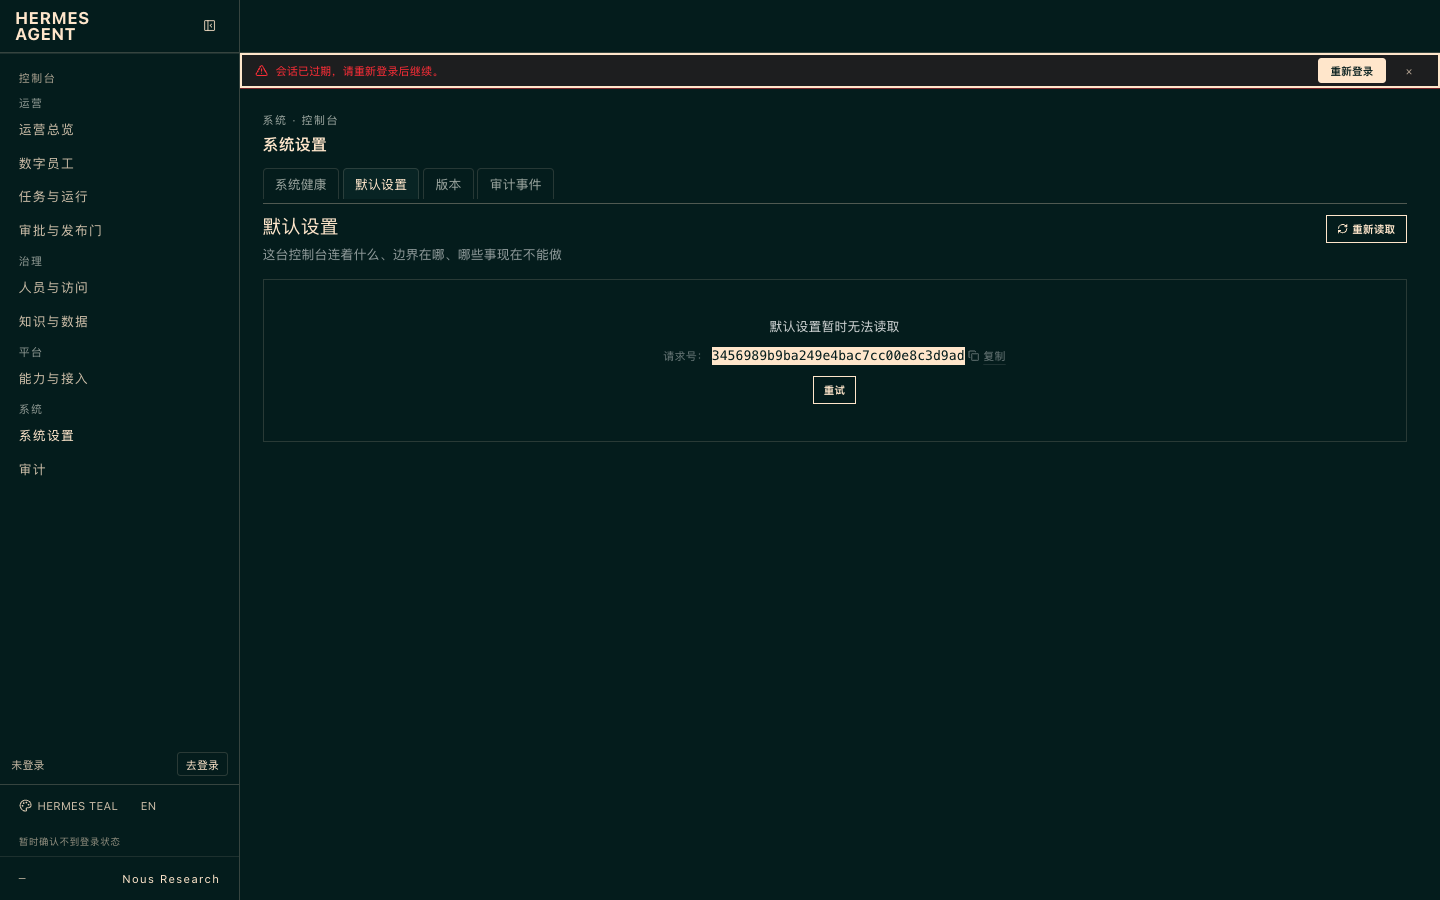 HERMES
AGENT
控制台
运营
运营总览
数字员工
任务与运行
审批与发布门
治理
人员与访问
知识与数据
平台
能力与接入
系统
系统设置
审计
未登录
去登录
HERMES TEAL
EN
暂时确认不到登录状态
—
Nous Research
会话已过期，请重新登录后继续。
重新登录
×
系统 · 控制台
系统设置
系统健康
默认设置
版本
审计事件
默认设置
重新读取
这台控制台连着什么、边界在哪、哪些事现在不能做
默认设置暂时无法读取
请求号： 3456989b9ba249e4bac7cc00e8c3d9ad 复制
重试